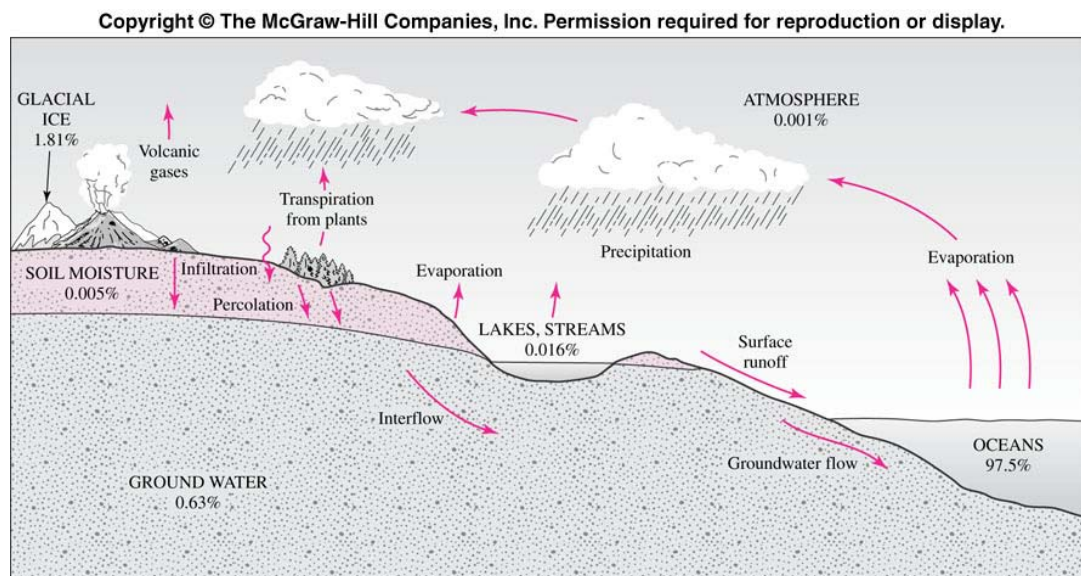 Copyright © The McGraw-Hill Companies, Inc. Permission required for reproduction or display.
GLACIAL
ICE
1.81%
Volcanic
gases
ATMOSPHERE
0.001%
Transpiration
from plants
Precipitation
Evaporation
SOIL MOISTURE
0.005%
Infiltration
Percolation
Evaporation
LAKES, STREAMS
0.016%
Surface
runoff
Interflow
Groundwater flow
OCEANS
97.5%
GROUND WATER
0.63%